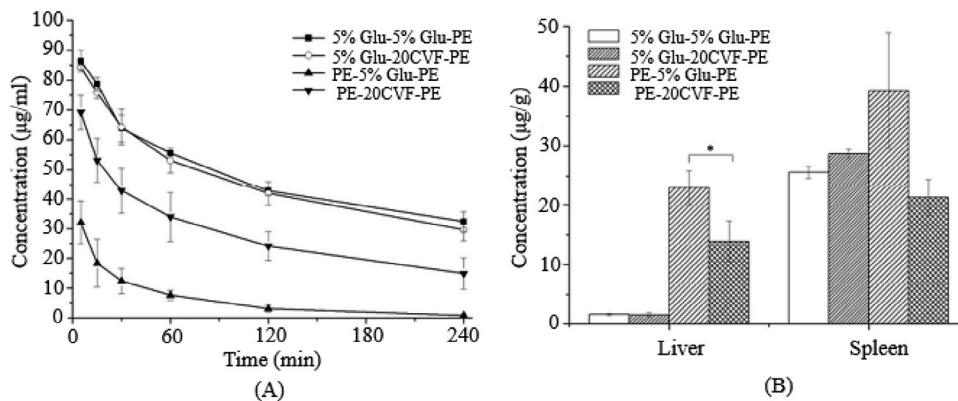 100
90
80
70
60
50
40
30
20
10
0
Concentration (µg/ml)
5% Glu-5% Glu-PE
5% Glu-20CVF-PE
PE-5% Glu-PE
PE-20CVF-PE
0 60 120 180 240
Time (min)
(A)
50
40
30
20
10
0
Concentration (µg/g)
5% Glu-5% Glu-PE
5% Glu-20CVF-PE
PE-5% Glu-PE
PE-20CVF-PE
*
Liver Spleen
(B)